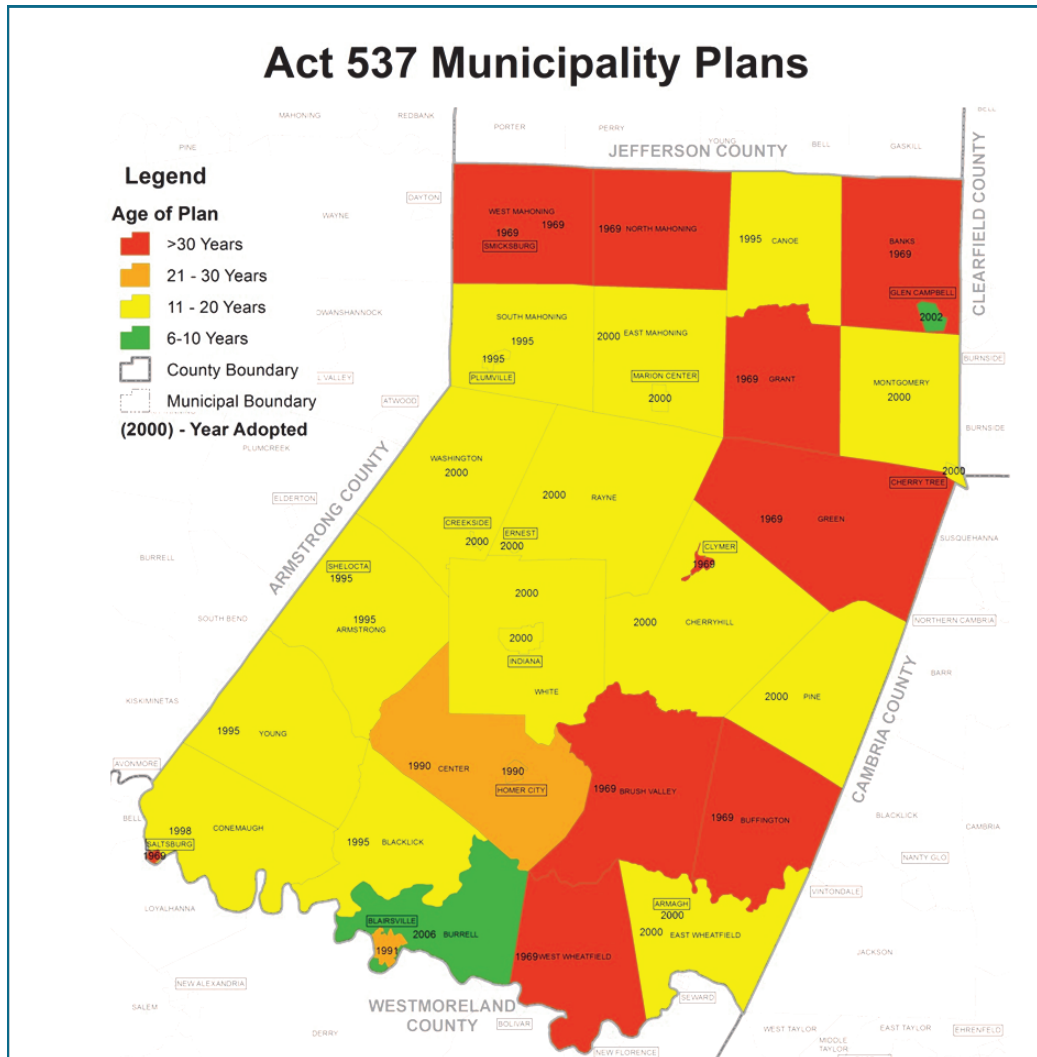 Act 537 Municipality Plans
MAHONING
REDBANK
BELL
PORTER
PERRY
YOUNG
BELL
GASKILL
PINE
JEFFERSON COUNTY
CLEARFIELD COUNTY
Legend
Age of Plan
>30 Years
21 - 30 Years
11 - 20 Years
6-10 Years
County Boundary
Municipal Boundary
(2000) - Year Adopted
DAYTON
WAYNE
WEST MAHONING
1969
1969
SMICKSBURG
1969 NORTH MAHONING
1995 CANOE
BANKS
1969
GLEN CAMPBELL
2002
OWANSHANNOCK
SOUTH MAHONING
1995
1995
PLUMVILLE
2000 EAST MAHONING
MARION CENTER
1969 GRANT
MONTGOMERY
2000
BURNSIDE
L VALLEY
ATWOOD
BURNSIDE
PLUMCREEK
ELDERTON
ARMSTRONG COUNTY
WASHINGTON
2000
2000 RAYNE
2000
CHERRY TREE
CREEKSIDE
2000
ERNEST
2000
1969 GREEN
SUSQUEHANNA
BURRELL
SHELOCTA
1995
CLYMER
1969
1995
ARMSTRONG
2000
2000
INDIANA
WHITE
2000 CHERRYHILL
SOUTH BEND
NORTHERN CAMBRIA
BARR
KISKIMINETAS
2000 PINE
CAMBRIA COUNTY
1995 YOUNG
AVONMORE
1990 CENTER
1990
HOMER CITY
1969 BRUSH VALLEY
1969 BUFFINGTON
BELL
1998 CONEMAUGH
SALTSBURG
1969
1995 BLACKLICK
BLACKLICK
CAMBRIA
NANTY GLO
VINTONDALE
LOYALHANNA
BLAIRSVILLE
2006 BURRELL
1991
1969 WEST WHEATFIELD
ARMAGH
2000
2000 EAST WHEATFIELD
JACKSON
NEW ALEXANDRIA
SALEM
WESTMORELAND
COUNTY
DERRY
BOLIVAR
SEWARD
NEW FLORENCE
WEST TAYLOR
EAST TAYLOR
EHRENFELD
MIDDLE
TAYLOR